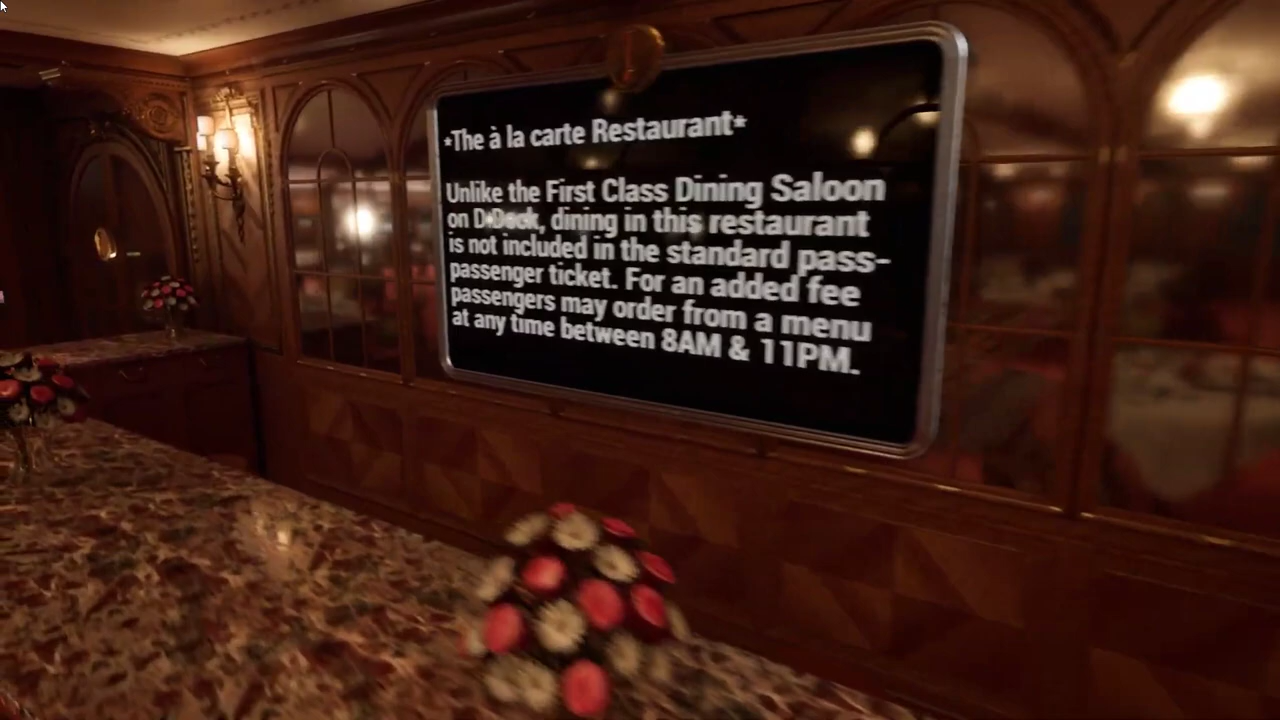 *The à la carte Restaurant*
Unlike the First Class Dining Saloon
on D-Deck, dining in this restaurant
is not included in the standard pass-
passenger ticket. For an added fee
passengers may order from a menu
at any time between 8AM & 11PM.